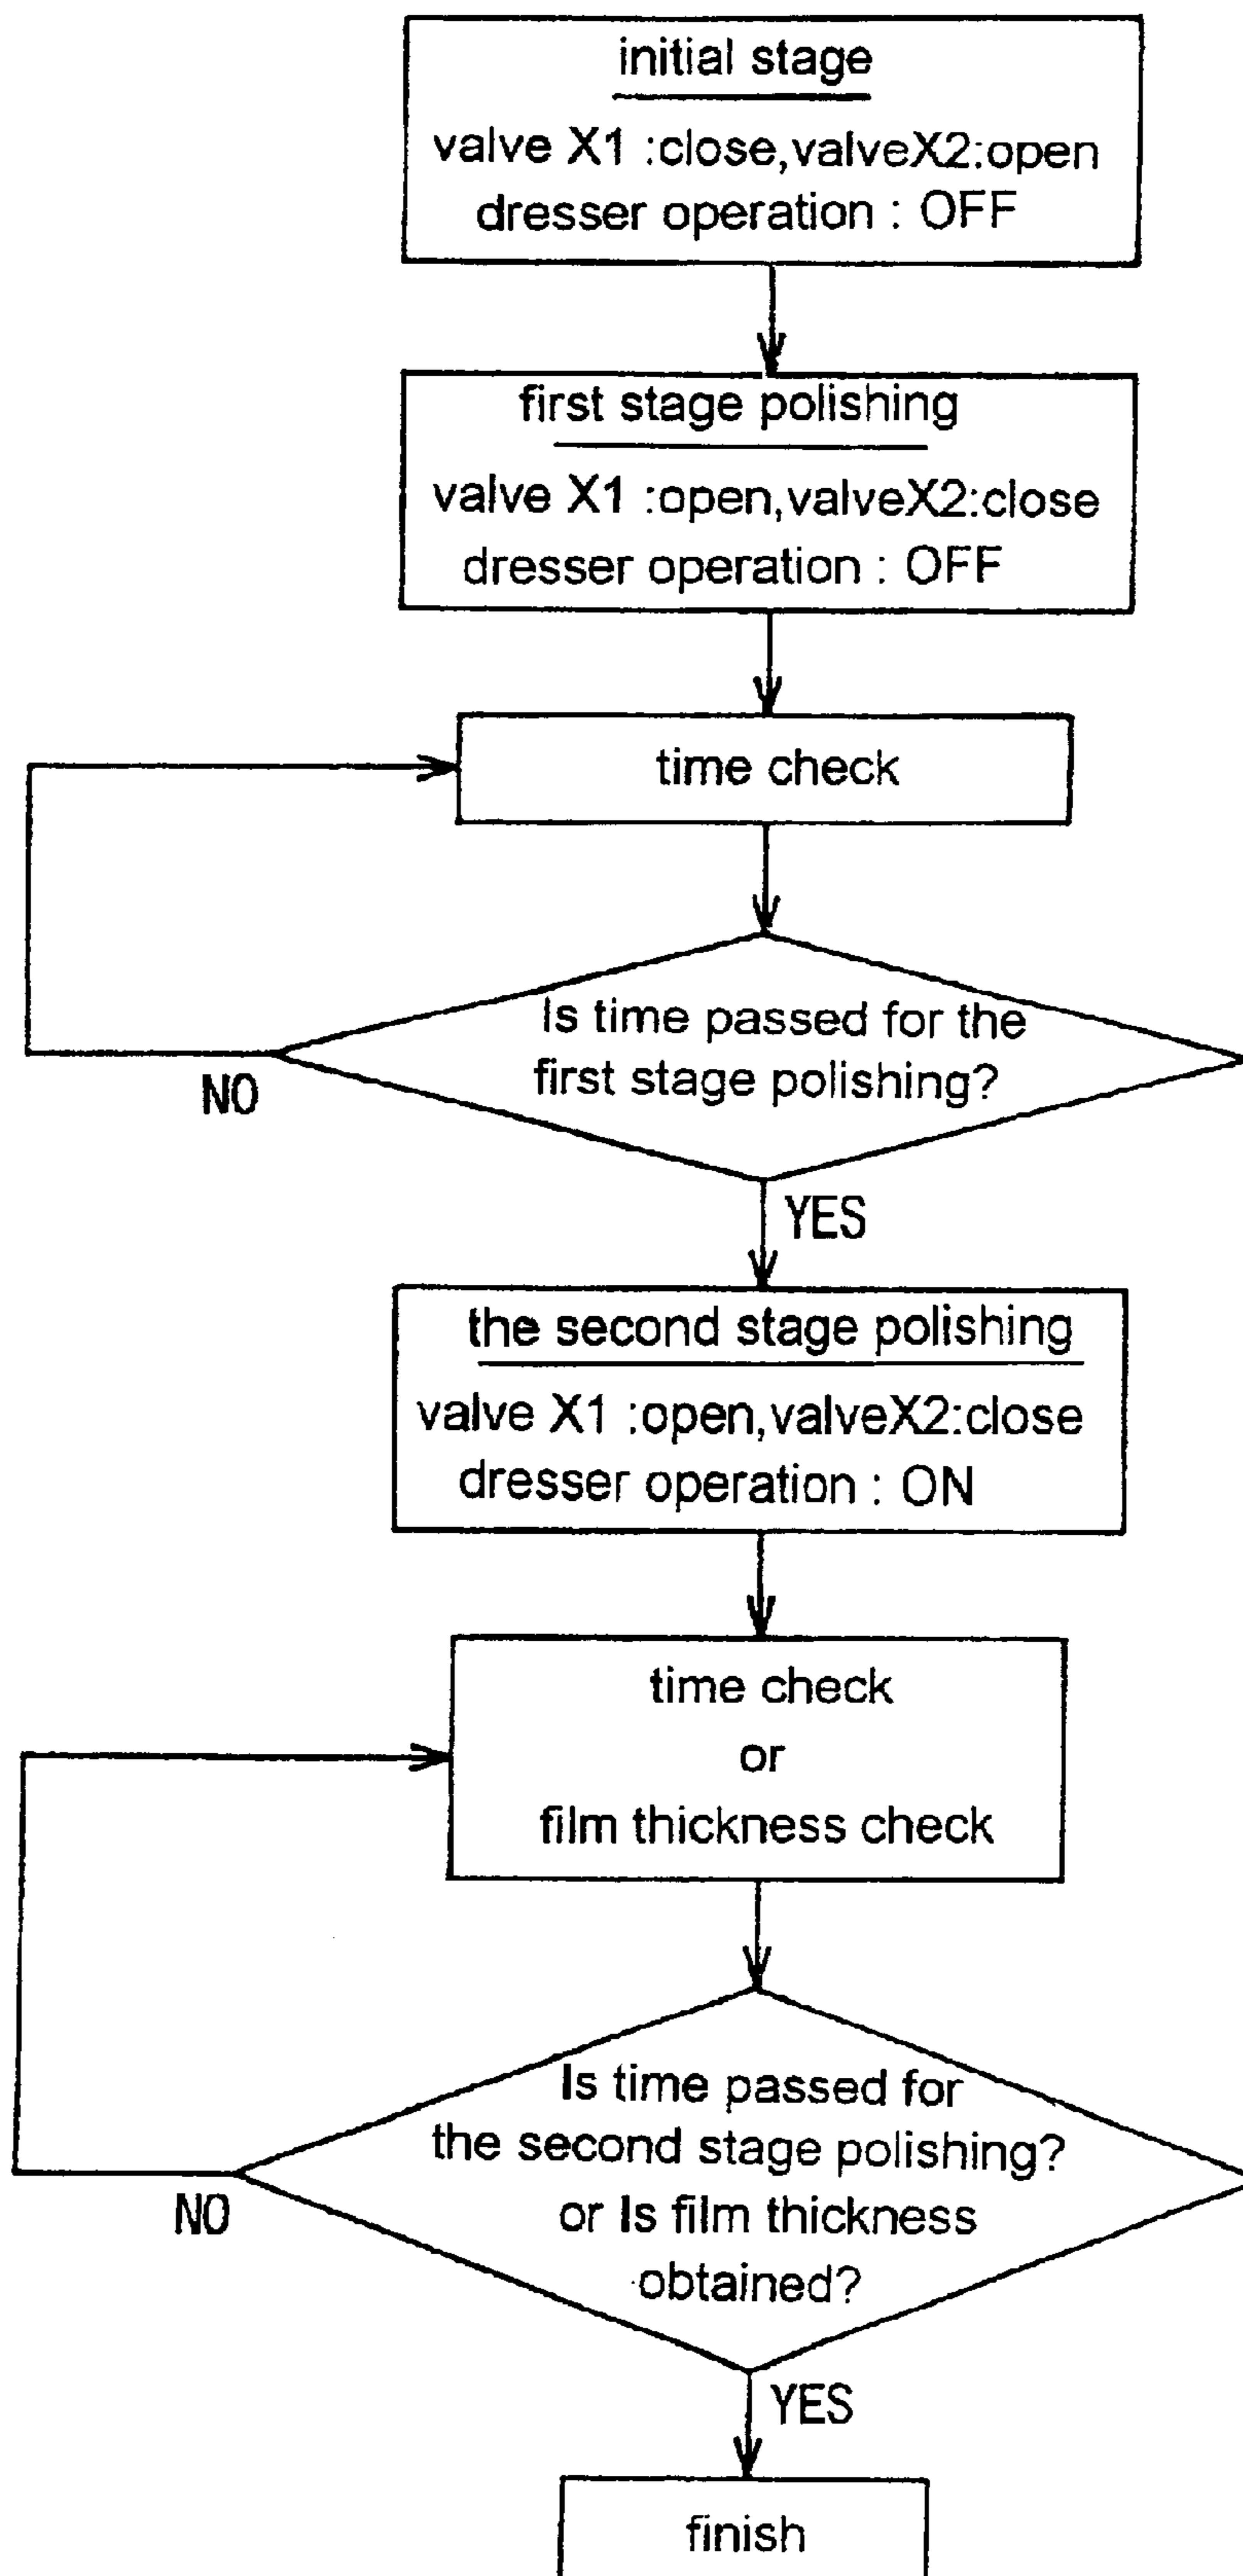 initial stage
valve X1 :close,valveX2:open
dresser operation : OFF
first stage polishing
valve X1 :open,valveX2:close
dresser operation : OFF
time check
Is time passed for the
first stage polishing?
NO
YES
the second stage polishing
valve X1 :open,valveX2:close
dresser operation : ON
time check
or
film thickness check
Is time passed for
the second stage polishing?
or Is film thickness
obtained?
NO
YES
finish